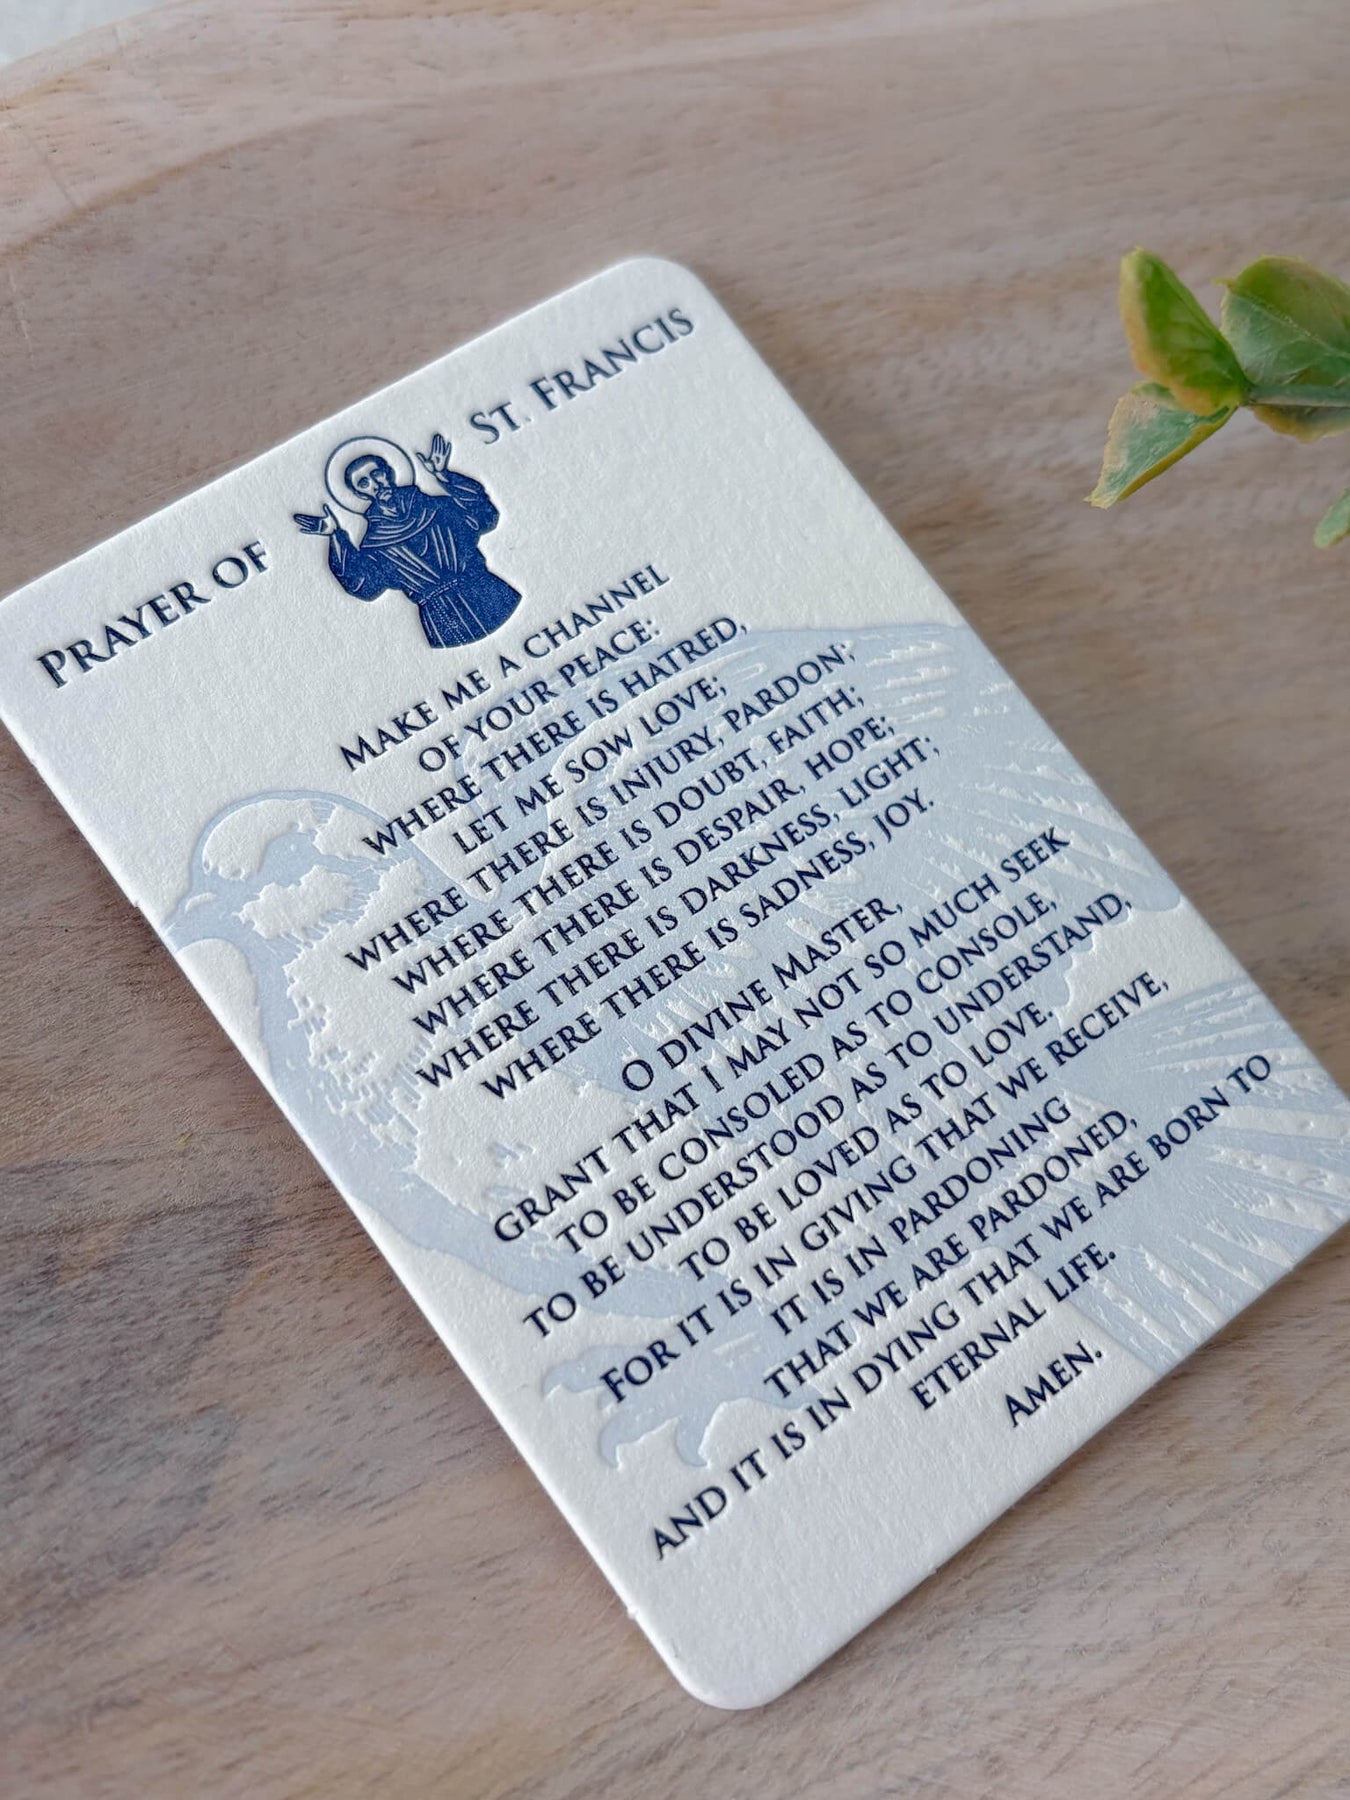 PRAYER OF ST. FRANCIS
MAKE ME A CHANNEL
OF YOUR PEACE:
WHERE THERE IS HATRED,
LET ME SOW LOVE;
WHERE THERE IS INJURY, PARDON;
WHERE THERE IS DOUBT, FAITH;
WHERE THERE IS DESPAIR, HOPE;
WHERE THERE IS DARKNESS, LIGHT;
WHERE THERE IS SADNESS, JOY.
O DIVINE MASTER,
GRANT THAT I MAY NOT SO MUCH SEEK
TO BE CONSOLED AS TO CONSOLE,
TO BE UNDERSTOOD AS TO UNDERSTAND,
TO BE LOVED AS TO LOVE.
FOR IT IS IN GIVING THAT WE RECEIVE,
IT IS IN PARDONING
THAT WE ARE PARDONED,
AND IT IS IN DYING THAT WE ARE BORN TO
ETERNAL LIFE.
AMEN.